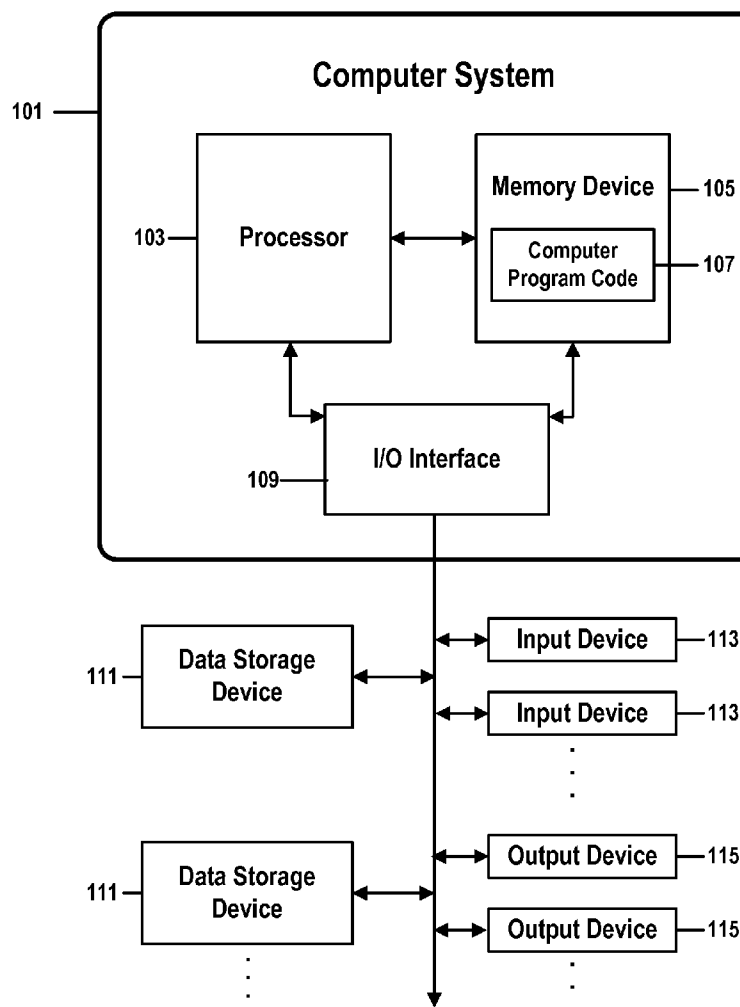 Computer System
101
Processor
103
Memory Device
105
Computer
Program Code
107
I/O Interface
109
Data Storage
Device
111
Input Device
113
Input Device
113
Data Storage
Device
111
Output Device
115
Output Device
115